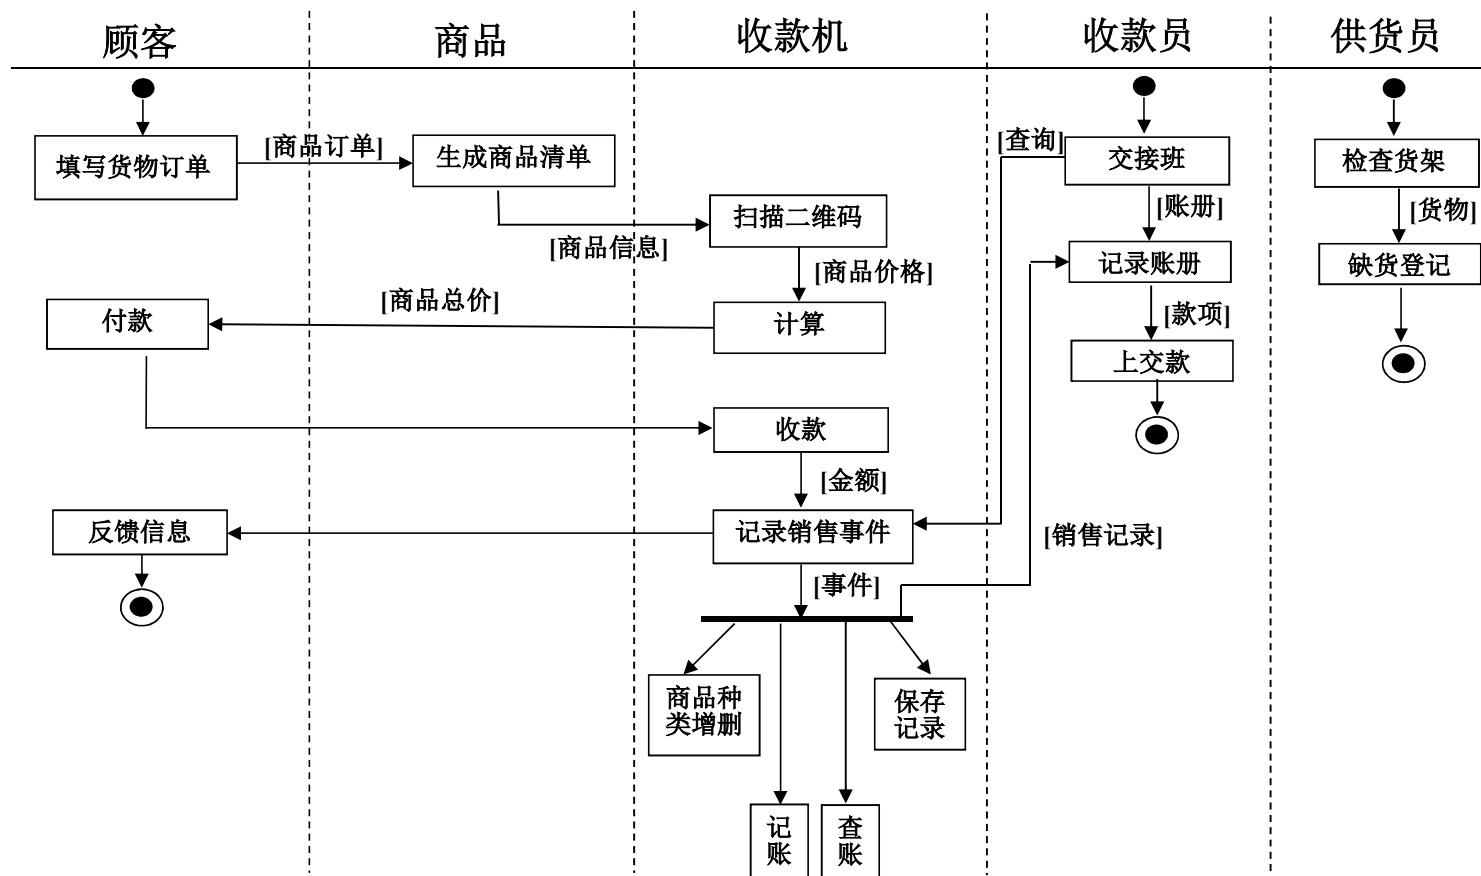 顾客
商品
收款机
收款员
供货员
填写货物订单
[商品订单]
生成商品清单
[查询]
交接班
检查货架
[商品信息]
扫描二维码
[账册]
[货物]
[商品价格]
记录账册
缺货登记
付款
[商品总价]
计算
[款项]
上交款
收款
[金额]
反馈信息
记录销售事件
[销售记录]
[事件]
商品种
类增删
保存
记录
记
账
查
账